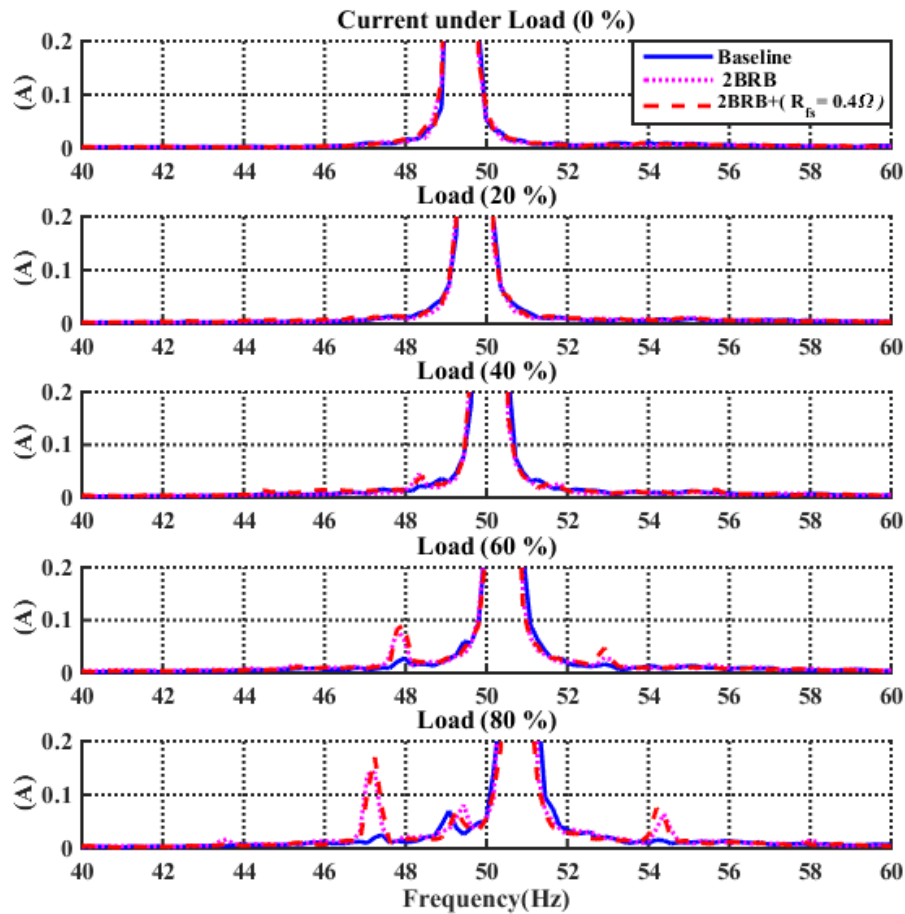 Current under Load (0 %)
0.2
0.1
0
(A)
Baseline
2BRB
2BRB+( R_fs = 0.4Ω )
40 42 44 46 48 50 52 54 56 58 60
Load (20 %)
0.2
0.1
0
(A)
40 42 44 46 48 50 52 54 56 58 60
Load (40 %)
0.2
0.1
0
(A)
40 42 44 46 48 50 52 54 56 58 60
Load (60 %)
0.2
0.1
0
(A)
40 42 44 46 48 50 52 54 56 58 60
Load (80 %)
0.2
0.1
0
(A)
40 42 44 46 48 50 52 54 56 58 60
Frequency(Hz)